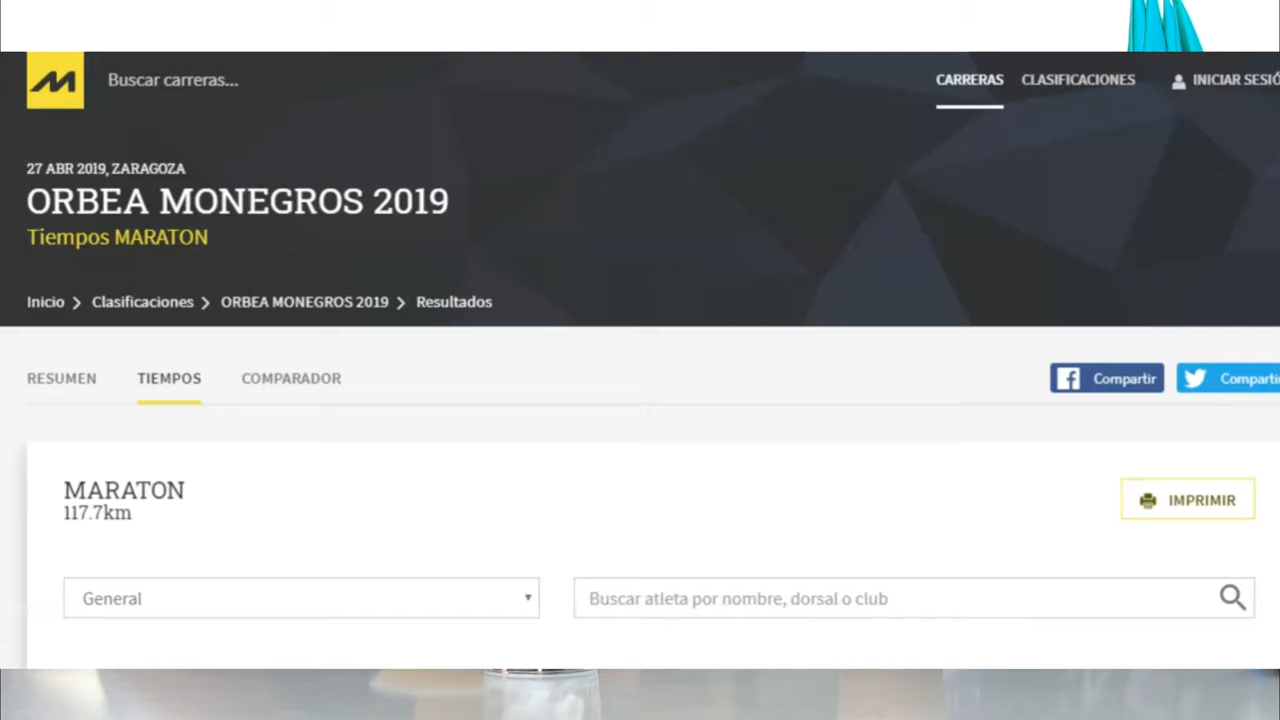 Buscar carreras...
CARRERAS
CLASIFICACIONES
INICIAR SESIÓ
27 ABR 2019, ZARAGOZA
ORBEA MONEGROS 2019
Tiempos MARATON
Inicio > Clasificaciones > ORBEA MONEGROS 2019 > Resultados
RESUMEN
TIEMPOS
COMPARADOR
Compartir
Comparti
MARATON
117.7km
IMPRIMIR
General
Buscar atleta por nombre, dorsal o club